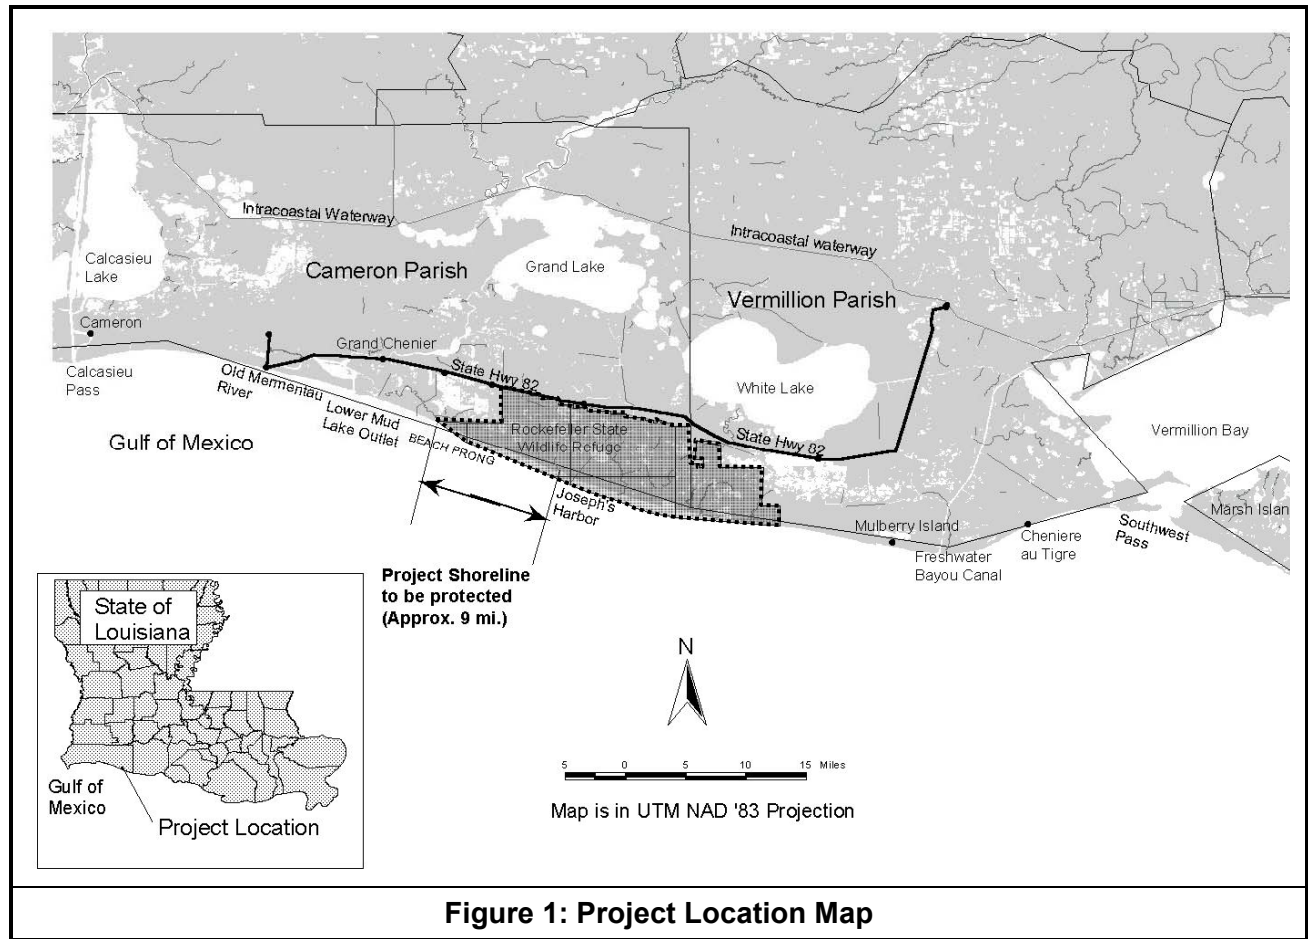 Intracoastal Waterway
Intracoastal waterway
Calcasieu
Lake
Cameron Parish
Grand Lake
Vermillion Parish
Cameron
Grand Chenier
Calcasieu
Pass
Old Mermentau
River
State Hwy 82
White Lake
Lower Mud
Lake Outlet
Gulf of Mexico
BEACH PRONG
Rockefeller State
Wildlife Refuge
State Hwy 82
Vermillion Bay
Joseph's
Harbor
Mulberry Island
Freshwater
Bayou Canal
Cheniere
au Tigre
Southwest
Pass
Marsh Islan
Project Shoreline
to be protected
(Approx. 9 mi.)
State of
Louisiana
Gulf of
Mexico
Project Location
N
5 0 5 10 15 Miles
Map is in UTM NAD '83 Projection
Figure 1: Project Location Map